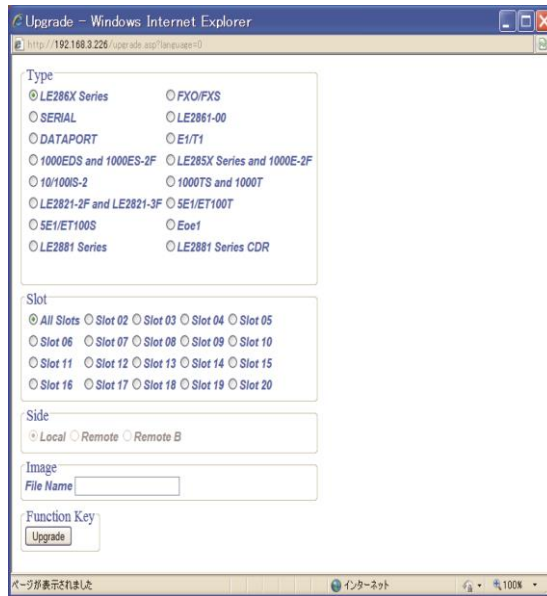 Upgrade - Windows Internet Explorer
http://192.168.3.226/upgrade.asp?language=0
Type
LE286X Series FXO/FXS
SERIAL LE2861-00
DATAPORT E1/T1
1000EDS and 1000ES-2F LE285X Series and 1000E-2F
10/100IS-2 1000TS and 1000T
LE2821-2F and LE2821-3F 5E1/ET100T
5E1/ET100S Eoe1
LE2881 Series LE2881 Series CDR
Slot
All Slots Slot 02 Slot 03 Slot 04 Slot 05
Slot 06 Slot 07 Slot 08 Slot 09 Slot 10
Slot 11 Slot 12 Slot 13 Slot 14 Slot 15
Slot 16 Slot 17 Slot 18 Slot 19 Slot 20
Side
Local Remote Remote B
Image
File Name
Function Key
Upgrade
ページが表示されました インターネット 100%